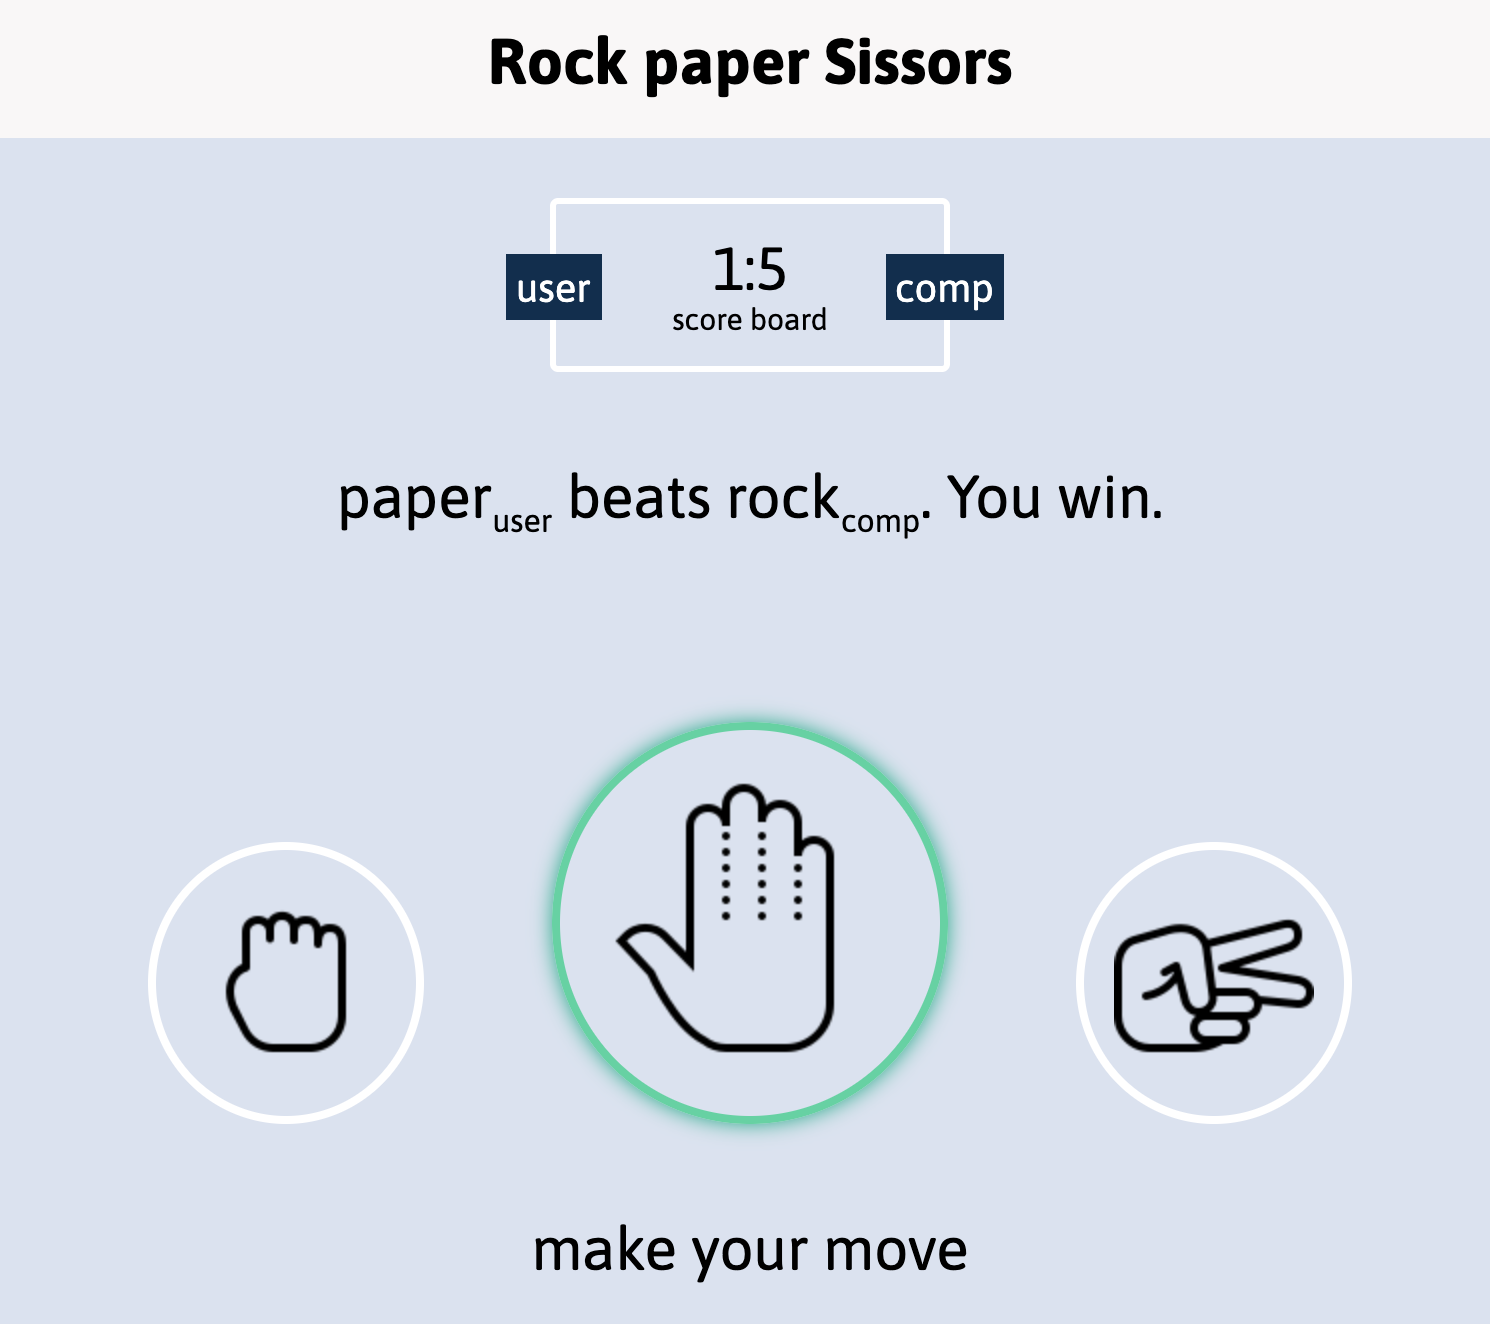 Rock paper Sissors
user 1:5 comp
score board
paper user beats rock comp. You win.
make your move